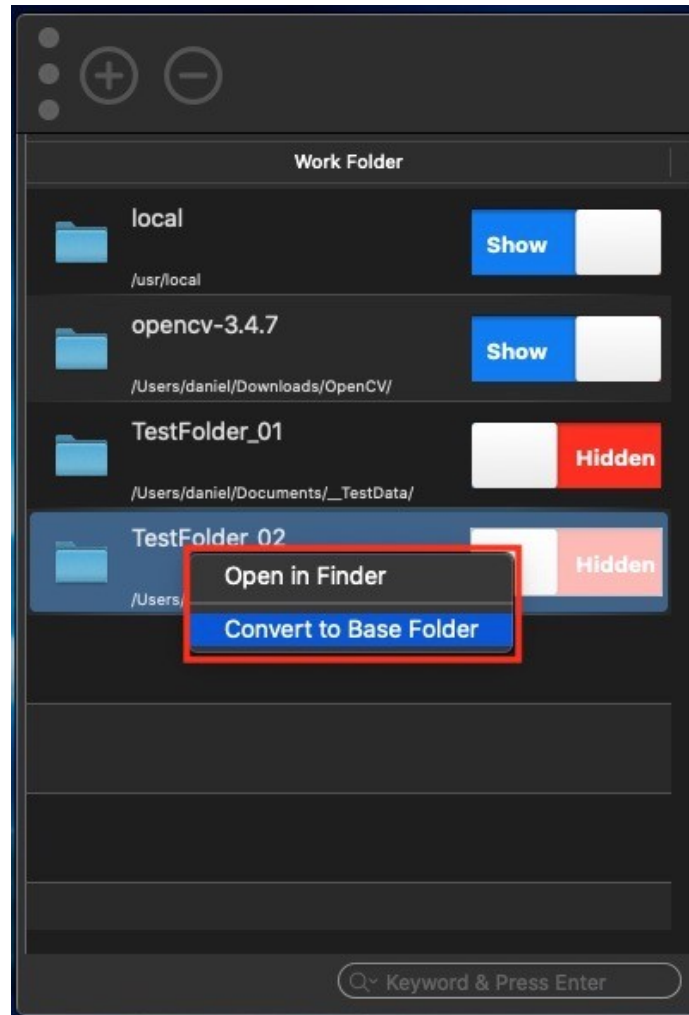 Work Folder
local
Show
/usr/local
opencv-3.4.7
Show
/Users/daniel/Downloads/OpenCV/
TestFolder_01
Hidden
/Users/daniel/Documents/__TestData/
TestFolder_02
Hidden
Open in Finder
/Users/
Convert to Base Folder
Keyword & Press Enter